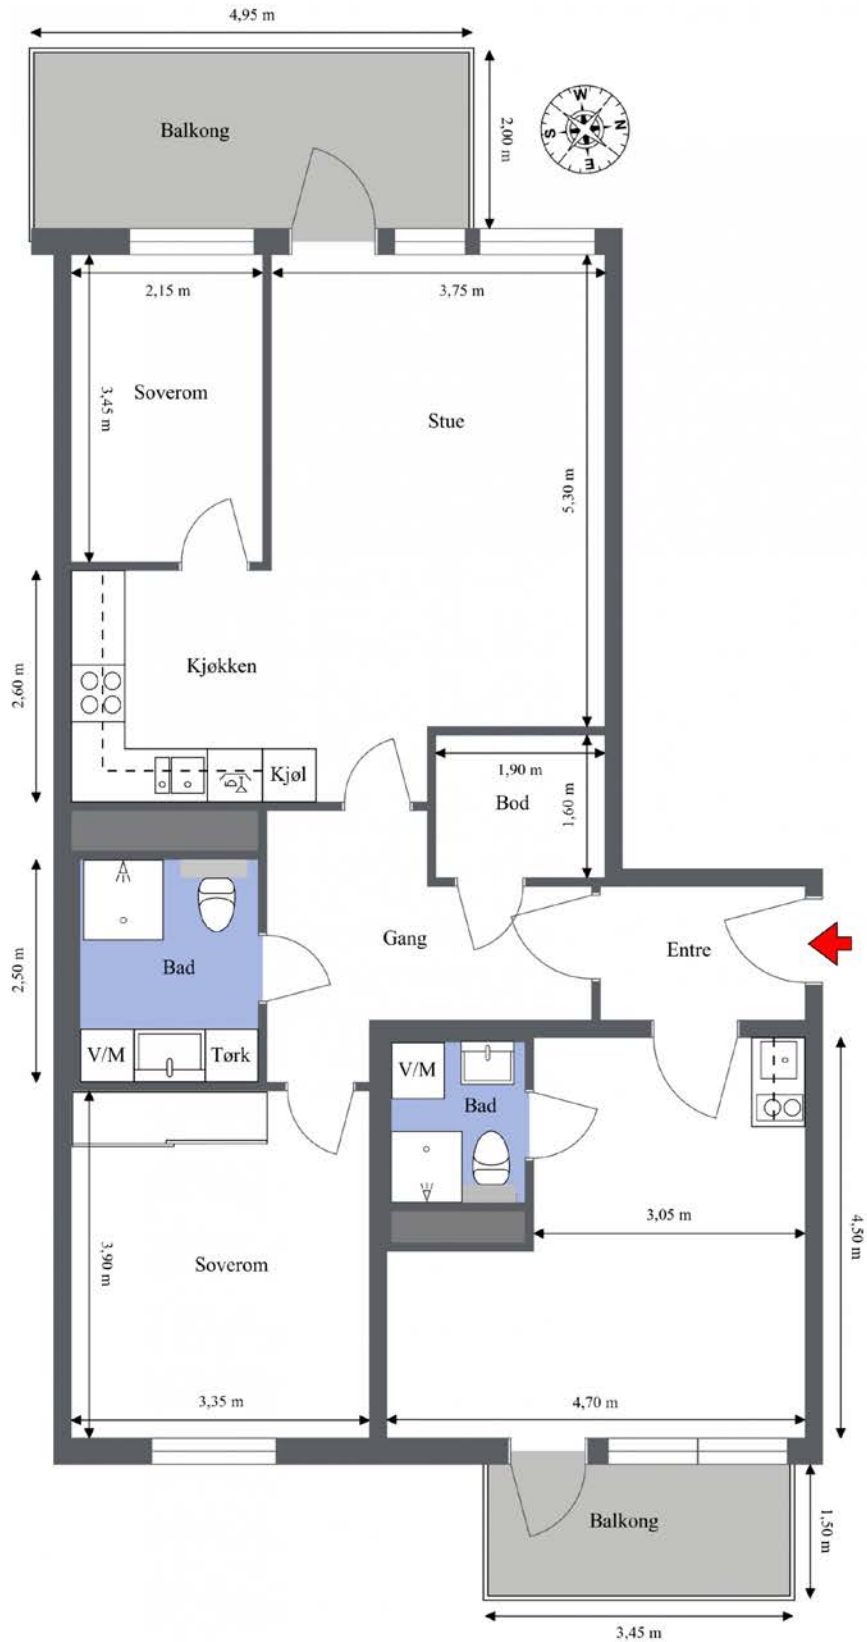 4,95 m
Balkong
2,00 m
W
N
S
E
2,15 m
3,75 m
3,45 m
Soverom
Stue
5,30 m
2,60 m
Kjøkken
Kjøl
1,90 m
Bod
1,60 m
2,50 m
Bad
Gang
Entre
V/M
Tørk
V/M
Bad
3,05 m
4,50 m
3,90 m
Soverom
3,35 m
4,70 m
Balkong
1,50 m
3,45 m